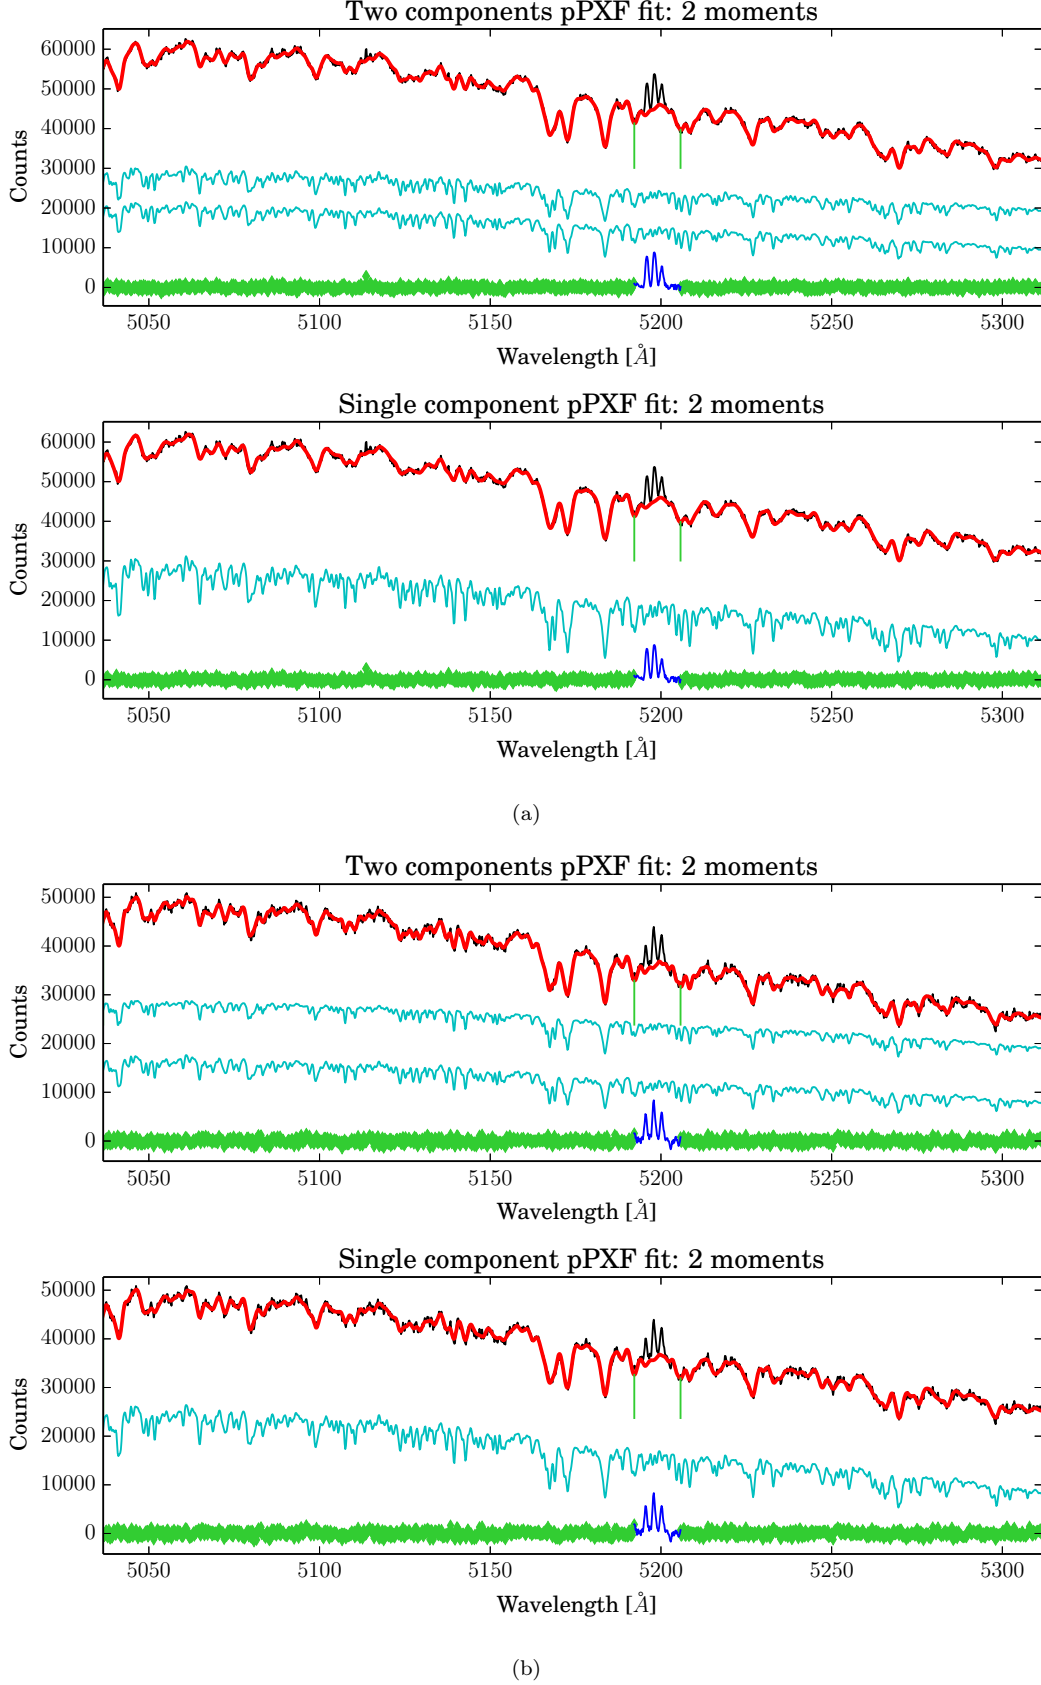 Two components pPXF fit: 2 moments
60000
50000
40000
30000
20000
10000
0
Counts
5050 5100 5150 5200 5250 5300
Wavelength [Å]
Single component pPXF fit: 2 moments
60000
50000
40000
30000
20000
10000
0
Counts
5050 5100 5150 5200 5250 5300
Wavelength [Å]
(a)
Two components pPXF fit: 2 moments
50000
40000
30000
20000
10000
0
Counts
5050 5100 5150 5200 5250 5300
Wavelength [Å]
Single component pPXF fit: 2 moments
50000
40000
30000
20000
10000
0
Counts
5050 5100 5150 5200 5250 5300
Wavelength [Å]
(b)